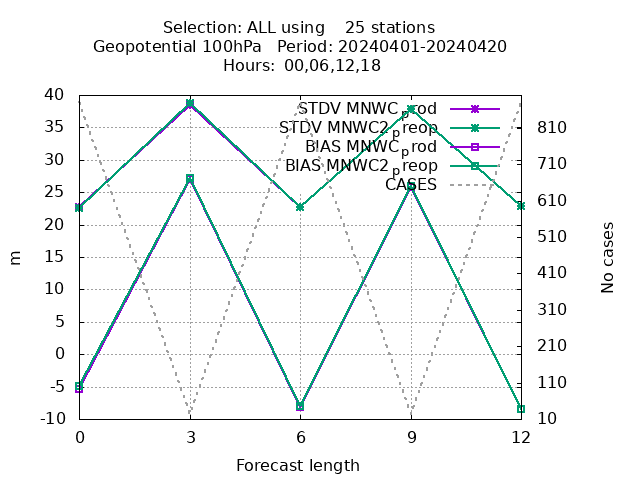 Selection: ALL using    25 stations
Geopotential 100hPa   Period: 20240401-20240420
Hours: 00,06,12,18
STDV MNWC_prod
STDV MNWC2_preop
BIAS MNWC_prod
BIAS MNWC2_preop
CASES
40
35
30
25
20
15
10
5
0
-5
-10
m
810
710
610
510
410
310
210
110
10
No cases
0 3 6 9 12
Forecast length